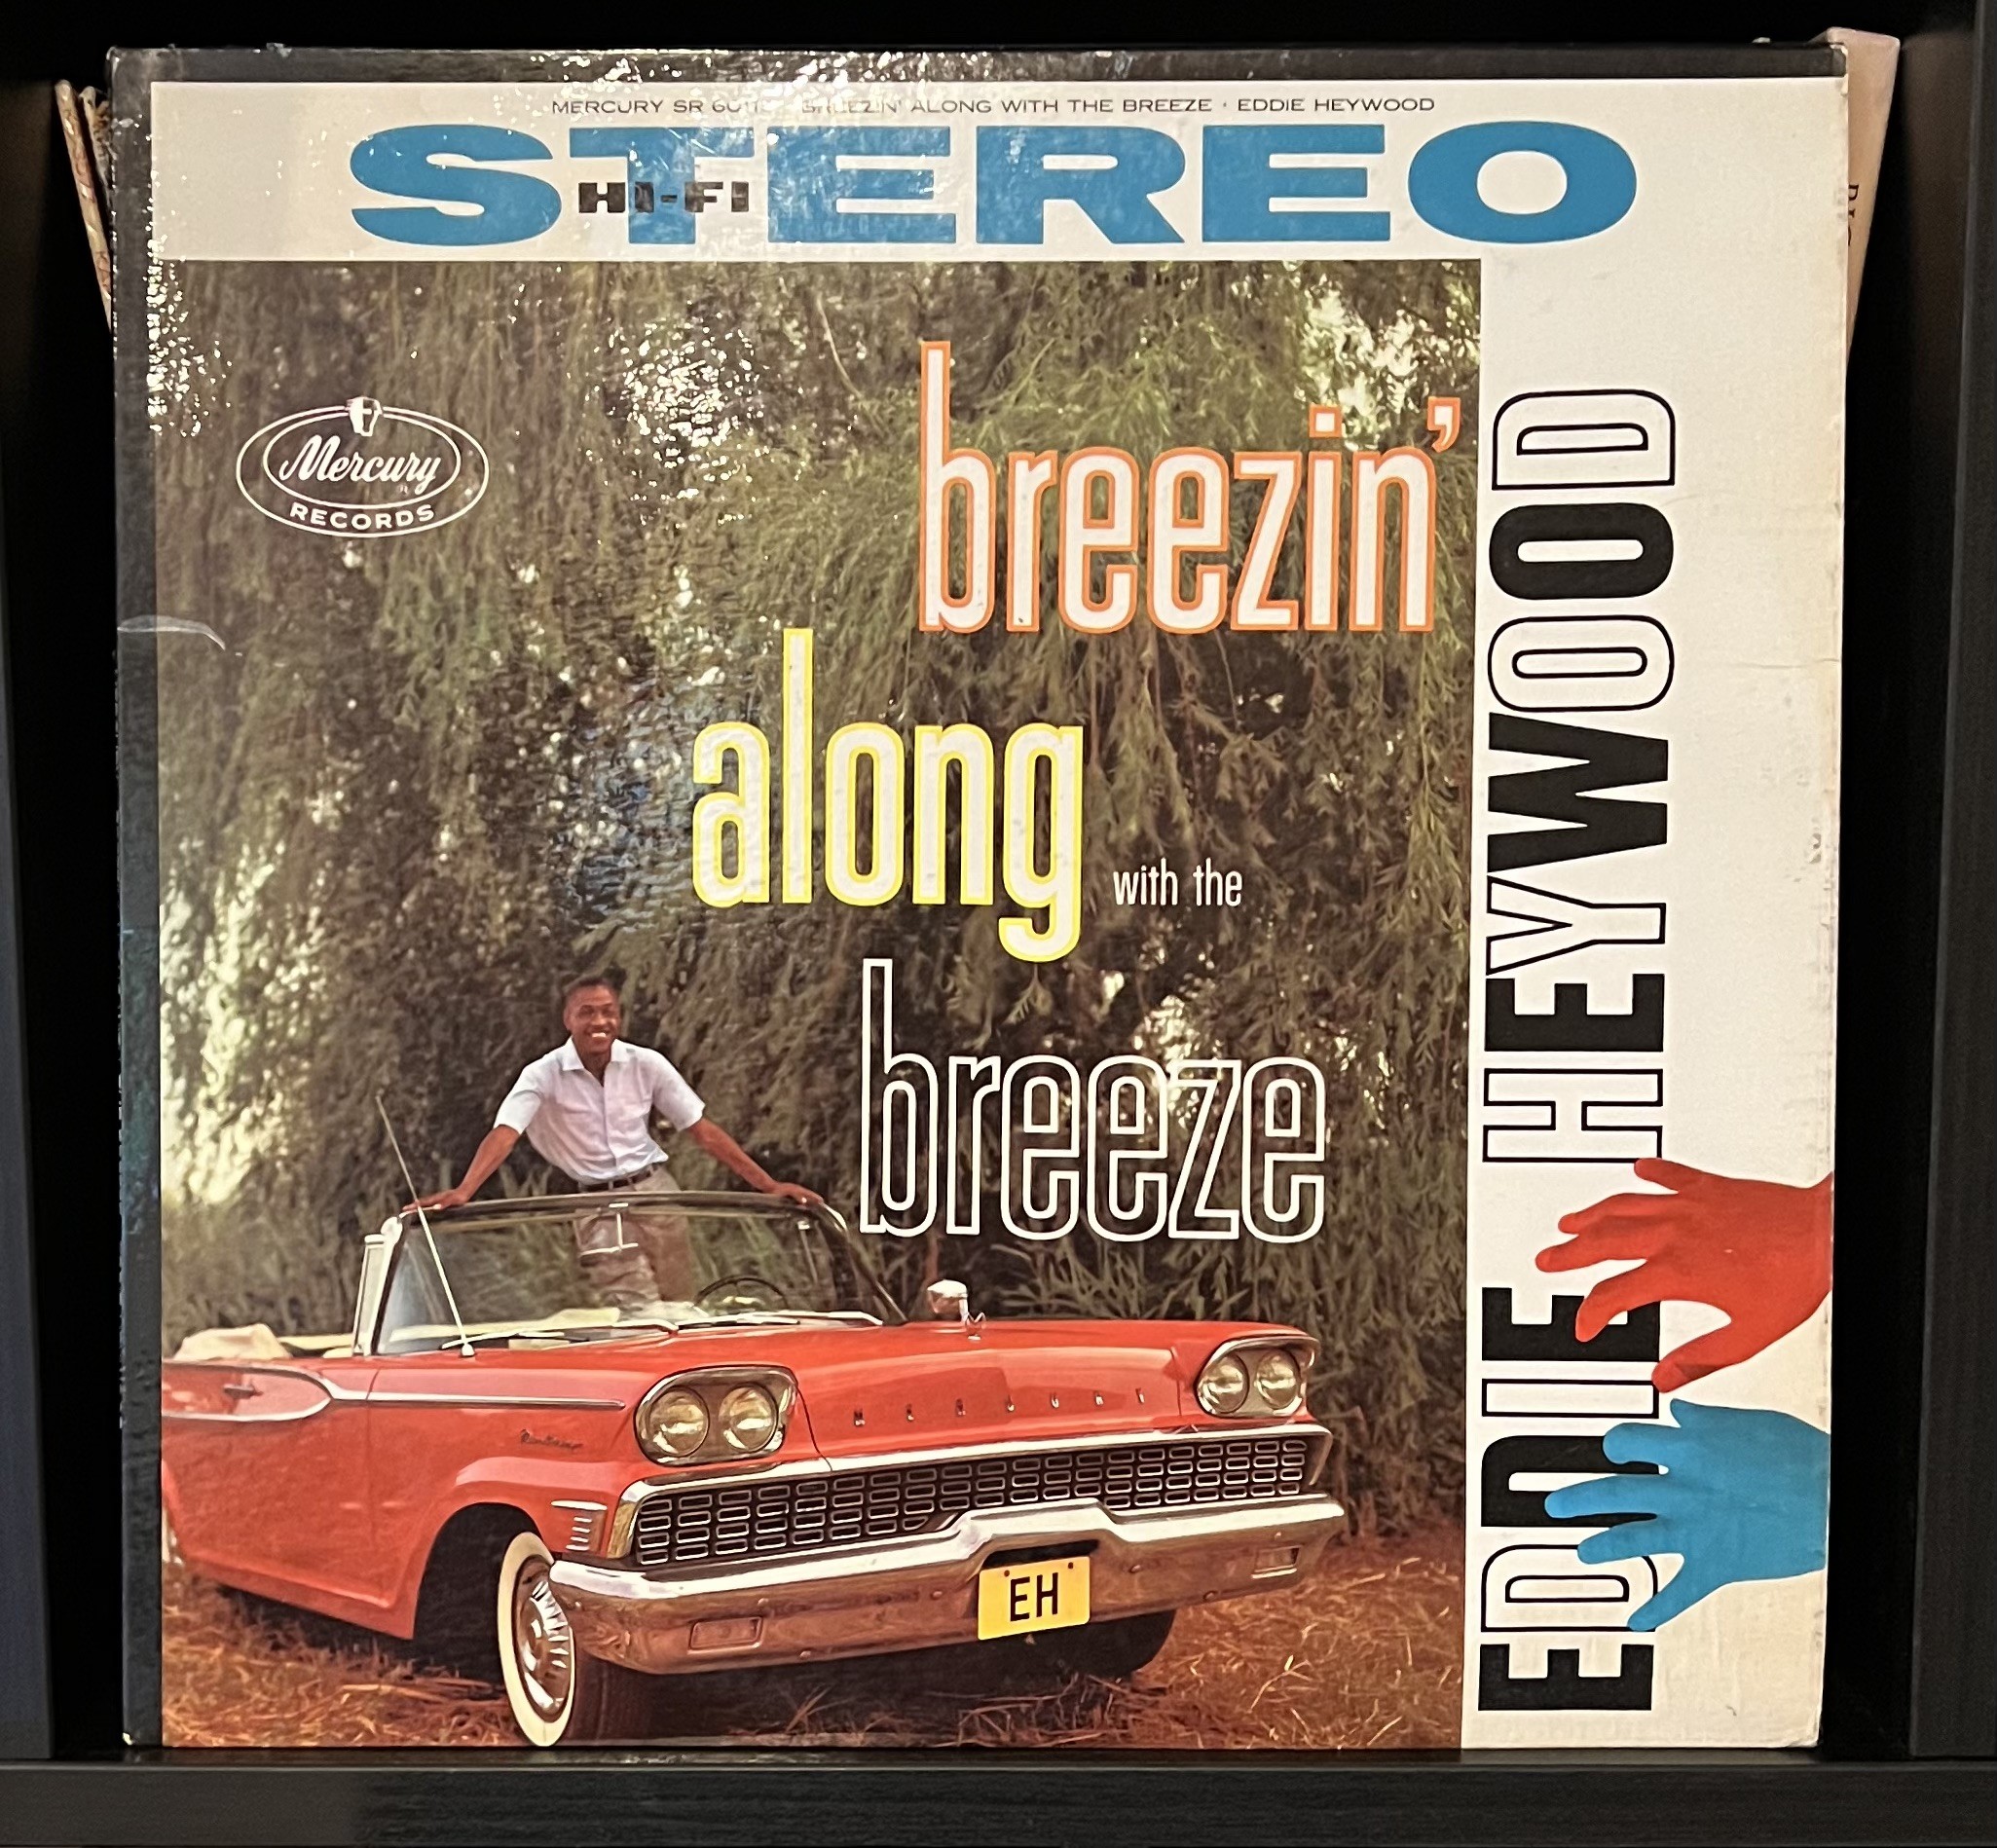 MERCURY SR BREEZIN' ALONG WITH THE BREEZE · EDDIE HEYWOOD
STEREO
HI-FI
Mercury
RECORDS
breezin'
along
with the
breeze
EDDIE HEYWOOD
MERCURY
EH